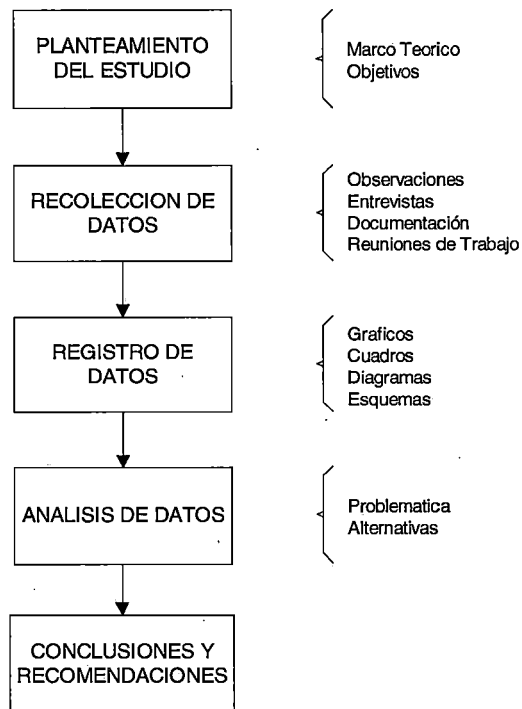 PLANTEAMIENTO
DEL ESTUDIO
Marco Teorico
Objetivos
RECOLECCION DE
DATOS
Observaciones
Entrevistas
Documentación
Reuniones de Trabajo
REGISTRO DE
DATOS
Graficos
Cuadros
Diagramas
Esquemas
ANALISIS DE DATOS
Problematica
Alternativas
CONCLUSIONES Y
RECOMENDACIONES